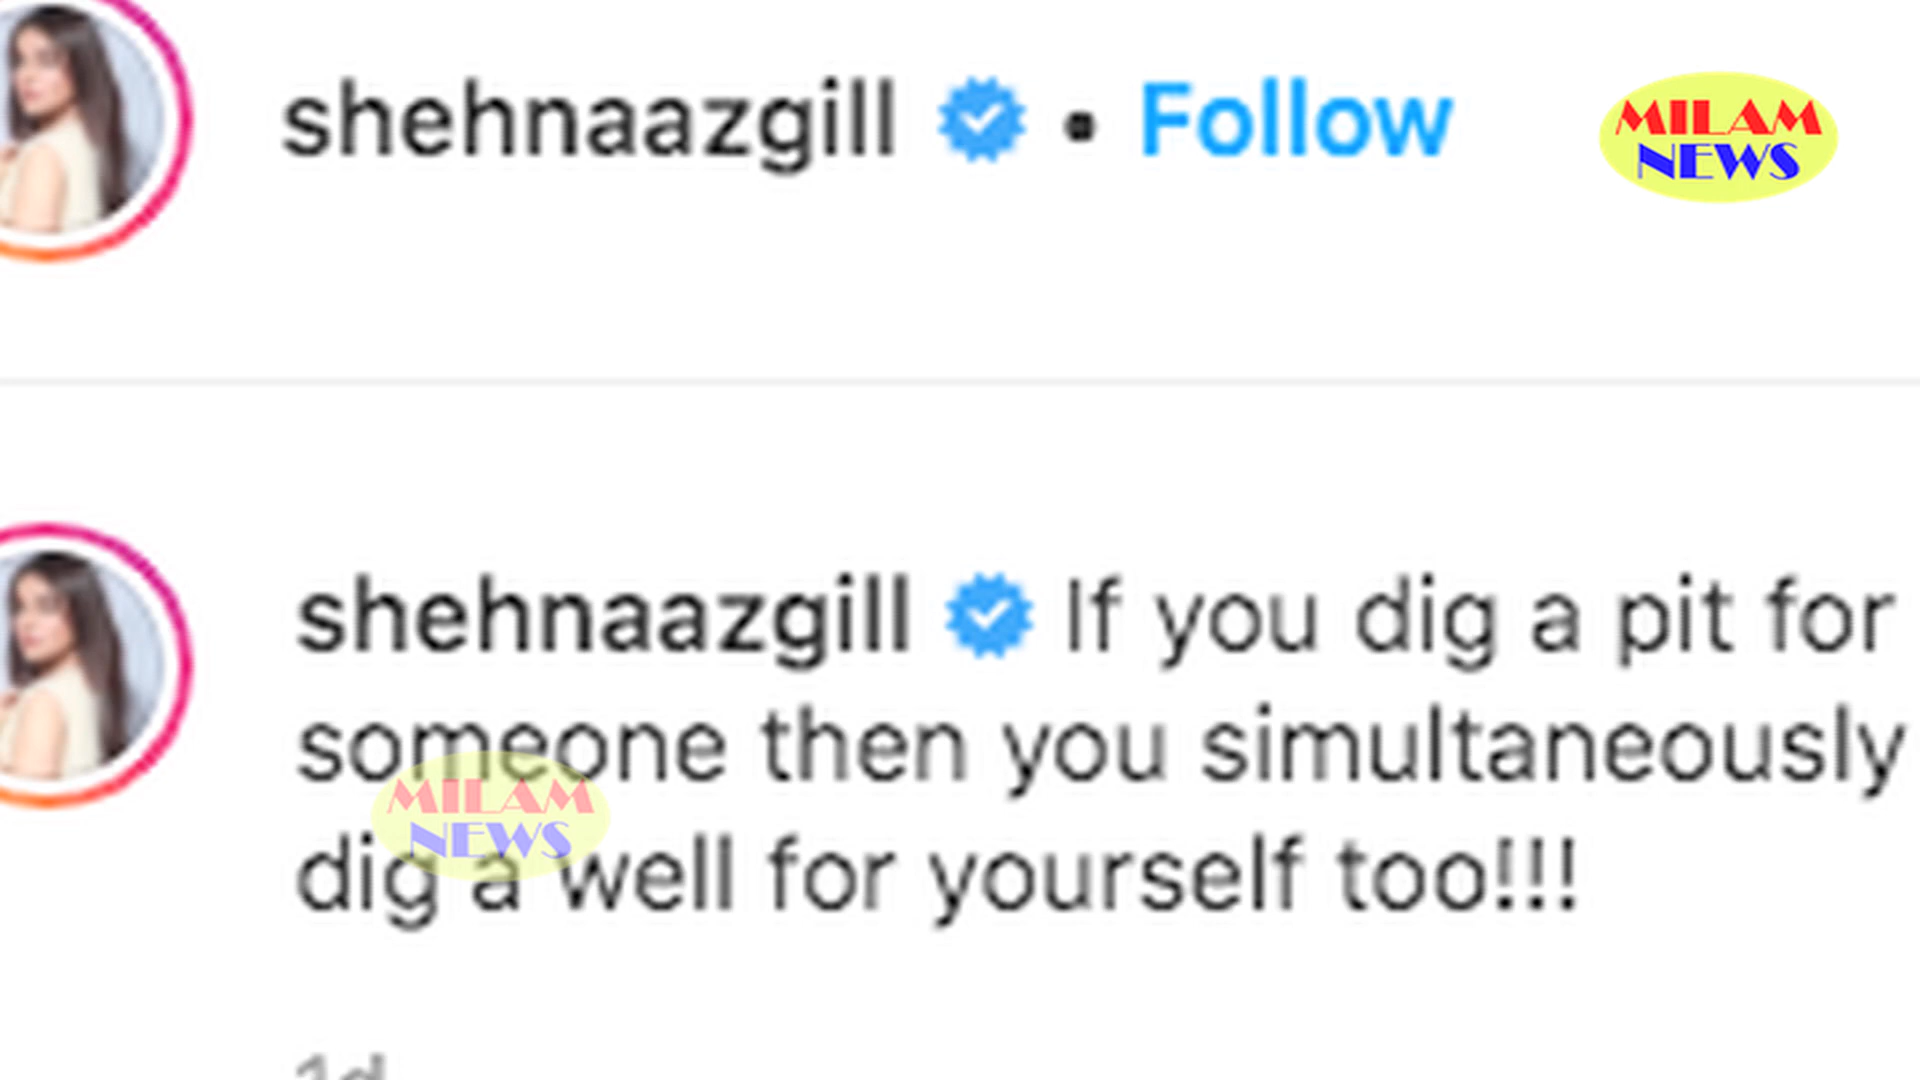 shehnaazgill • Follow
MILAM
NEWS
shehnaazgill If you dig a pit for
someone then you simultaneously
MILAM
NEWS
dig a well for yourself too!!!
1d